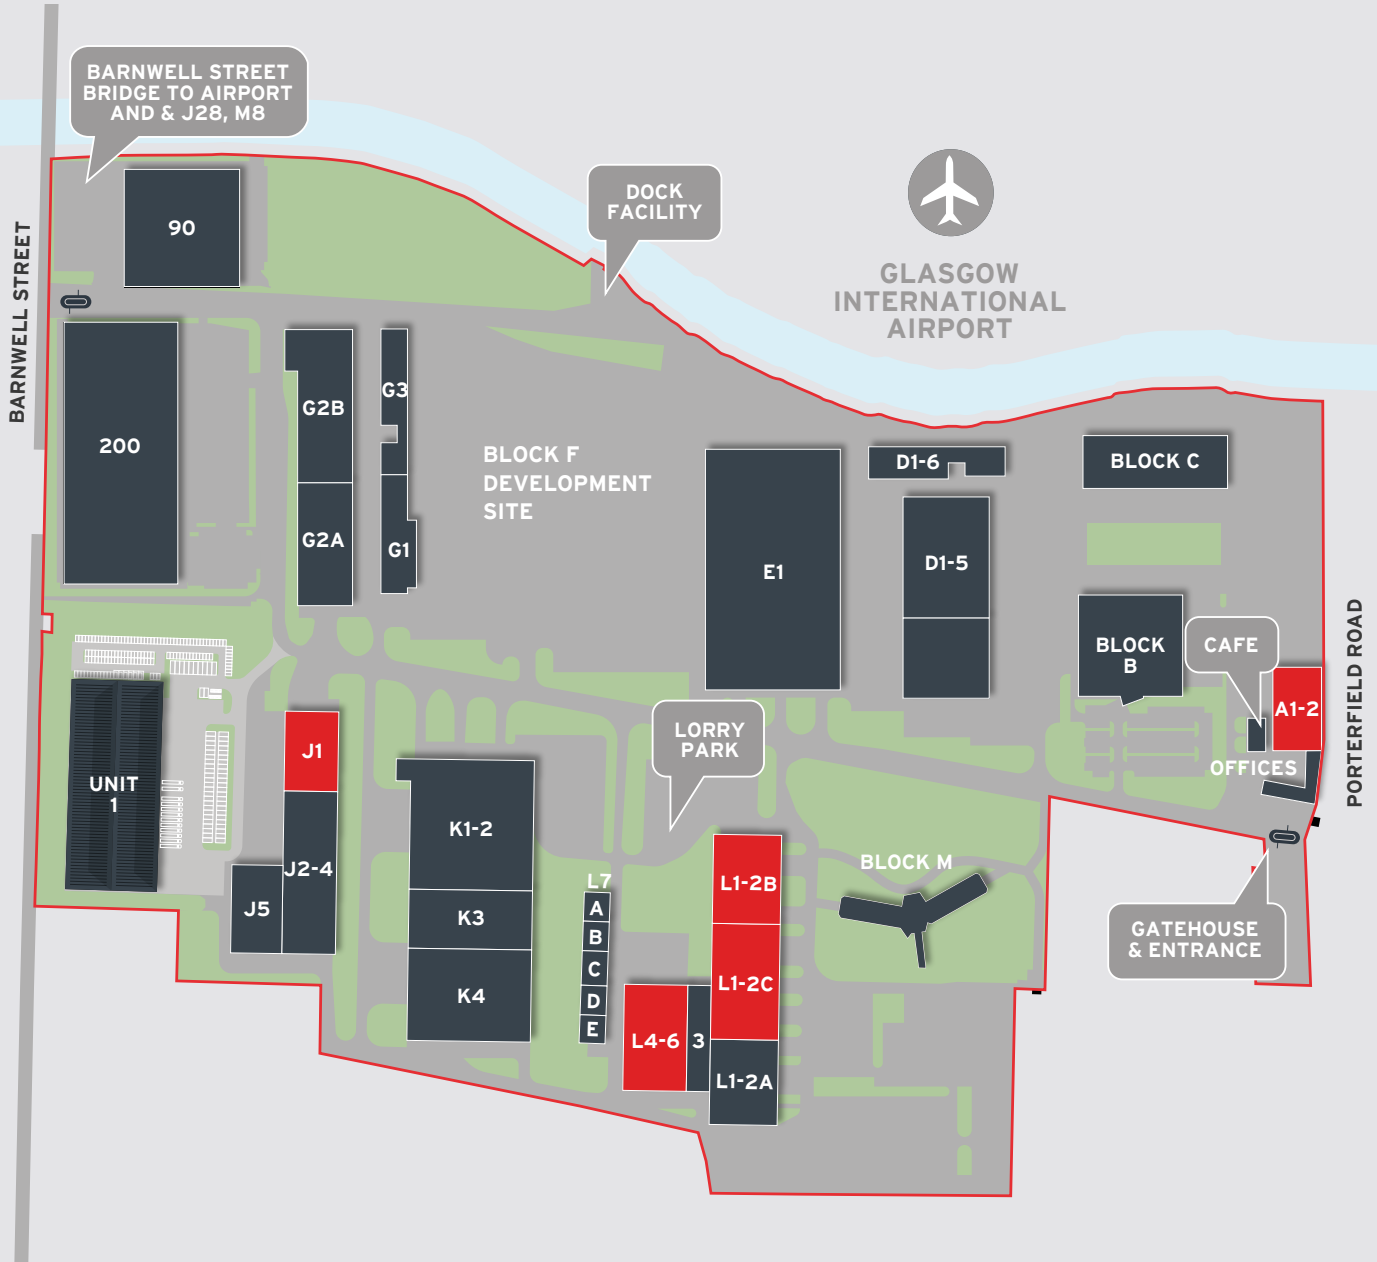 BARNWELL STREET
BRIDGE TO AIRPORT
AND & J28, M8
DOCK
FACILITY
GLASGOW
INTERNATIONAL
AIRPORT
BARNWELL STREET
90
200
G2B
G3
G2A
G1
BLOCK F
DEVELOPMENT
SITE
E1
D1-6
D1-5
BLOCK C
BLOCK
B
CAFE
A1-2
OFFICES
PORTERFIELD ROAD
LORRY
PARK
UNIT
1
J1
J2-4
J5
K1-2
K3
K4
L7
A
B
C
D
E
L1-2B
L1-2C
L4-6
3
L1-2A
BLOCK M
GATEHOUSE
& ENTRANCE